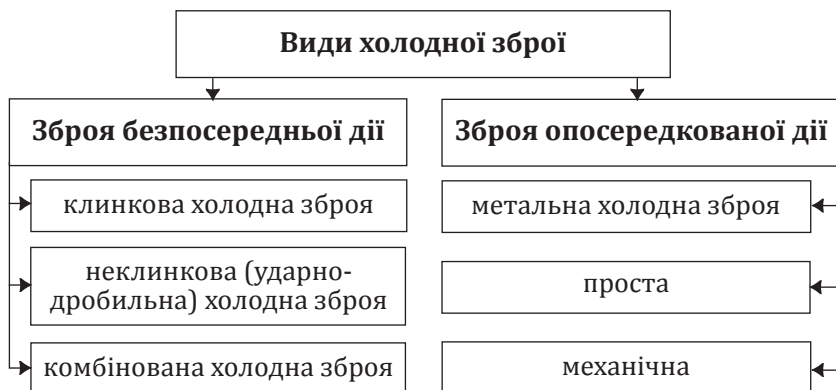 Види холодної зброї
Зброя безпосередньої дії
клинкова холодна зброя
неклинкова (ударно-
дробильна) холодна зброя
комбінована холодна зброя
Зброя опосередкованої дії
метальна холодна зброя
проста
механічна